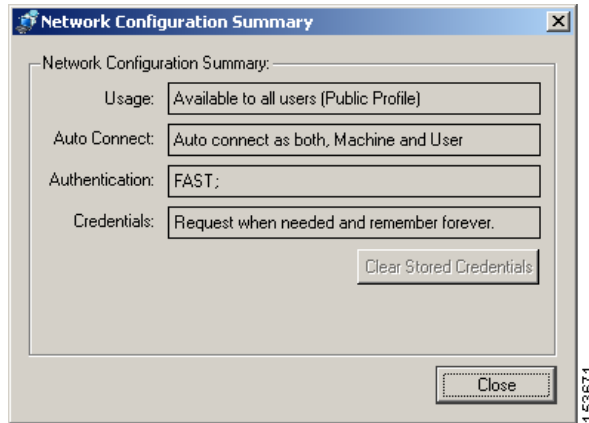 Network Configuration Summary
Network Configuration Summary:
Usage: Available to all users (Public Profile)
Auto Connect: Auto connect as both, Machine and User
Authentication: FAST;
Credentials: Request when needed and remember forever.
Clear Stored Credentials
Close
153671